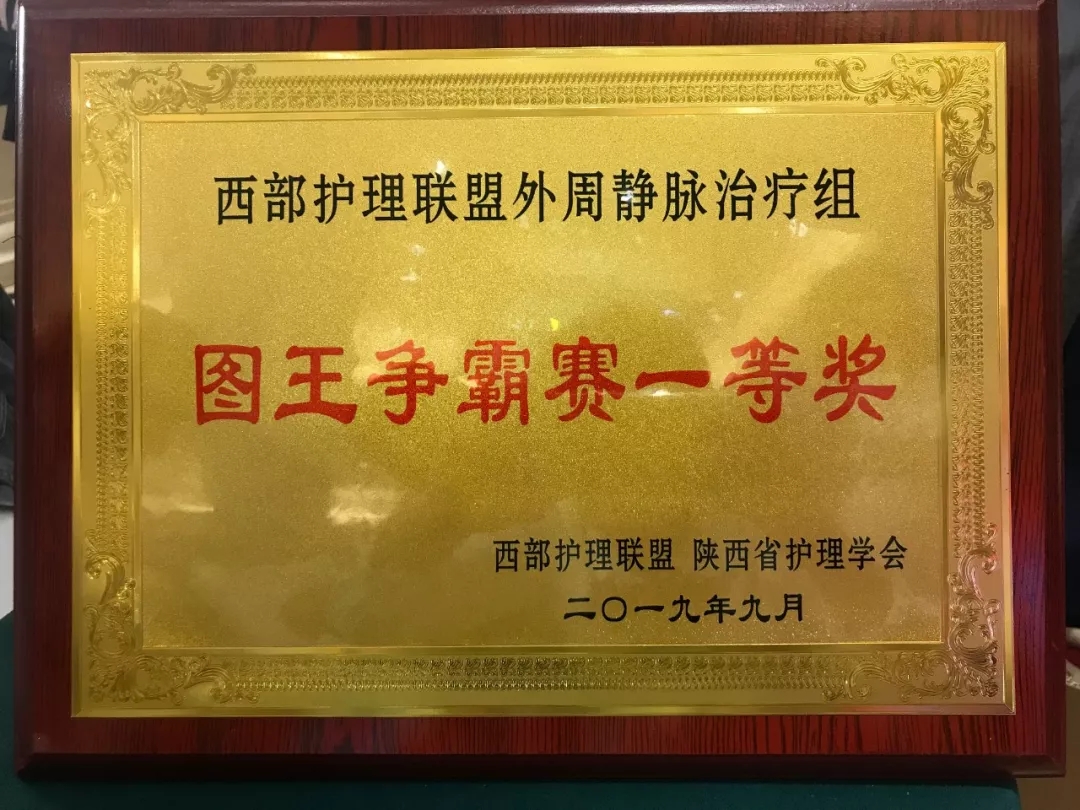 西部护理联盟外周静脉治疗组
图王争霸赛一等奖
西部护理联盟 陕西省护理学会
二〇一九年九月